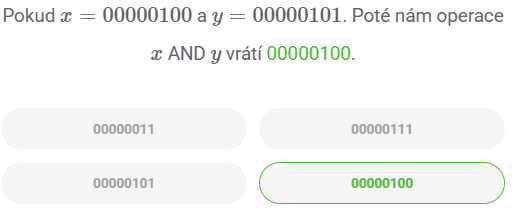 Pokud x = 00000100 a y = 00000101. Poté nám operace
x AND y vrátí 00000100.
00000011
00000111
00000101
00000100